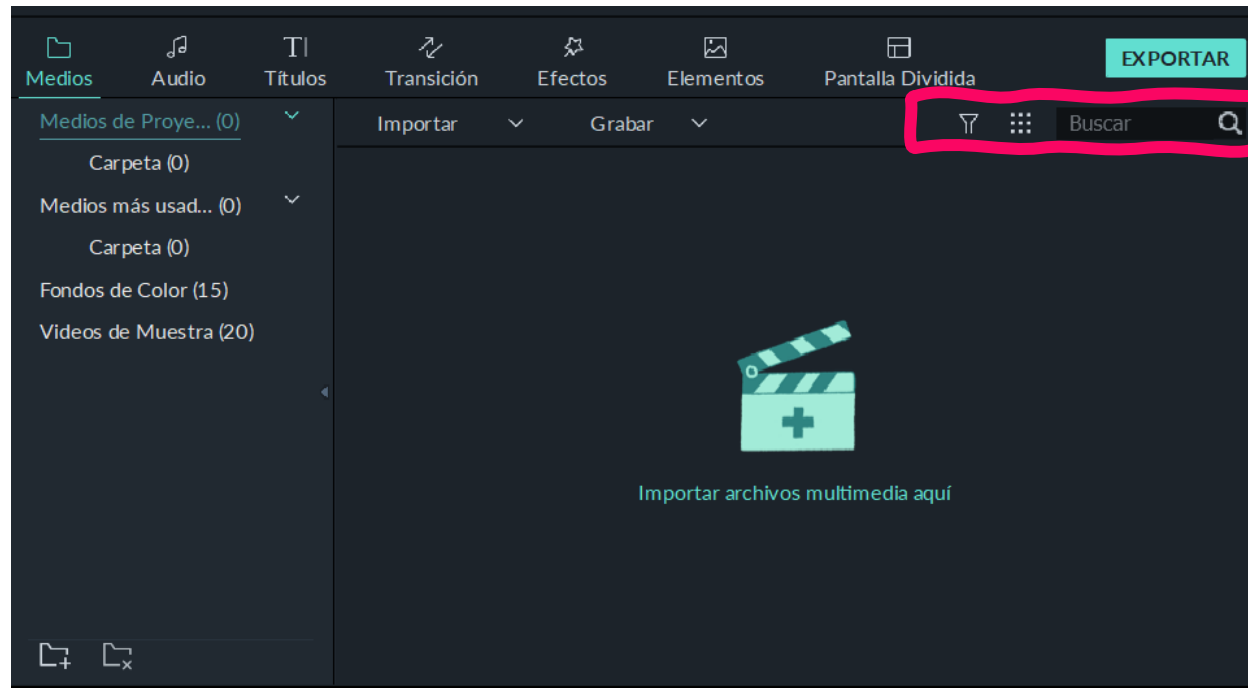 Medios Audio Títulos Transición Efectos Elementos Pantalla Dividida EXPORTAR
Medios de Proye... (0)
Importar Grabar Buscar
Carpeta (0)
Medios más usad... (0)
Carpeta (0)
Fondos de Color (15)
Videos de Muestra (20)
Importar archivos multimedia aquí